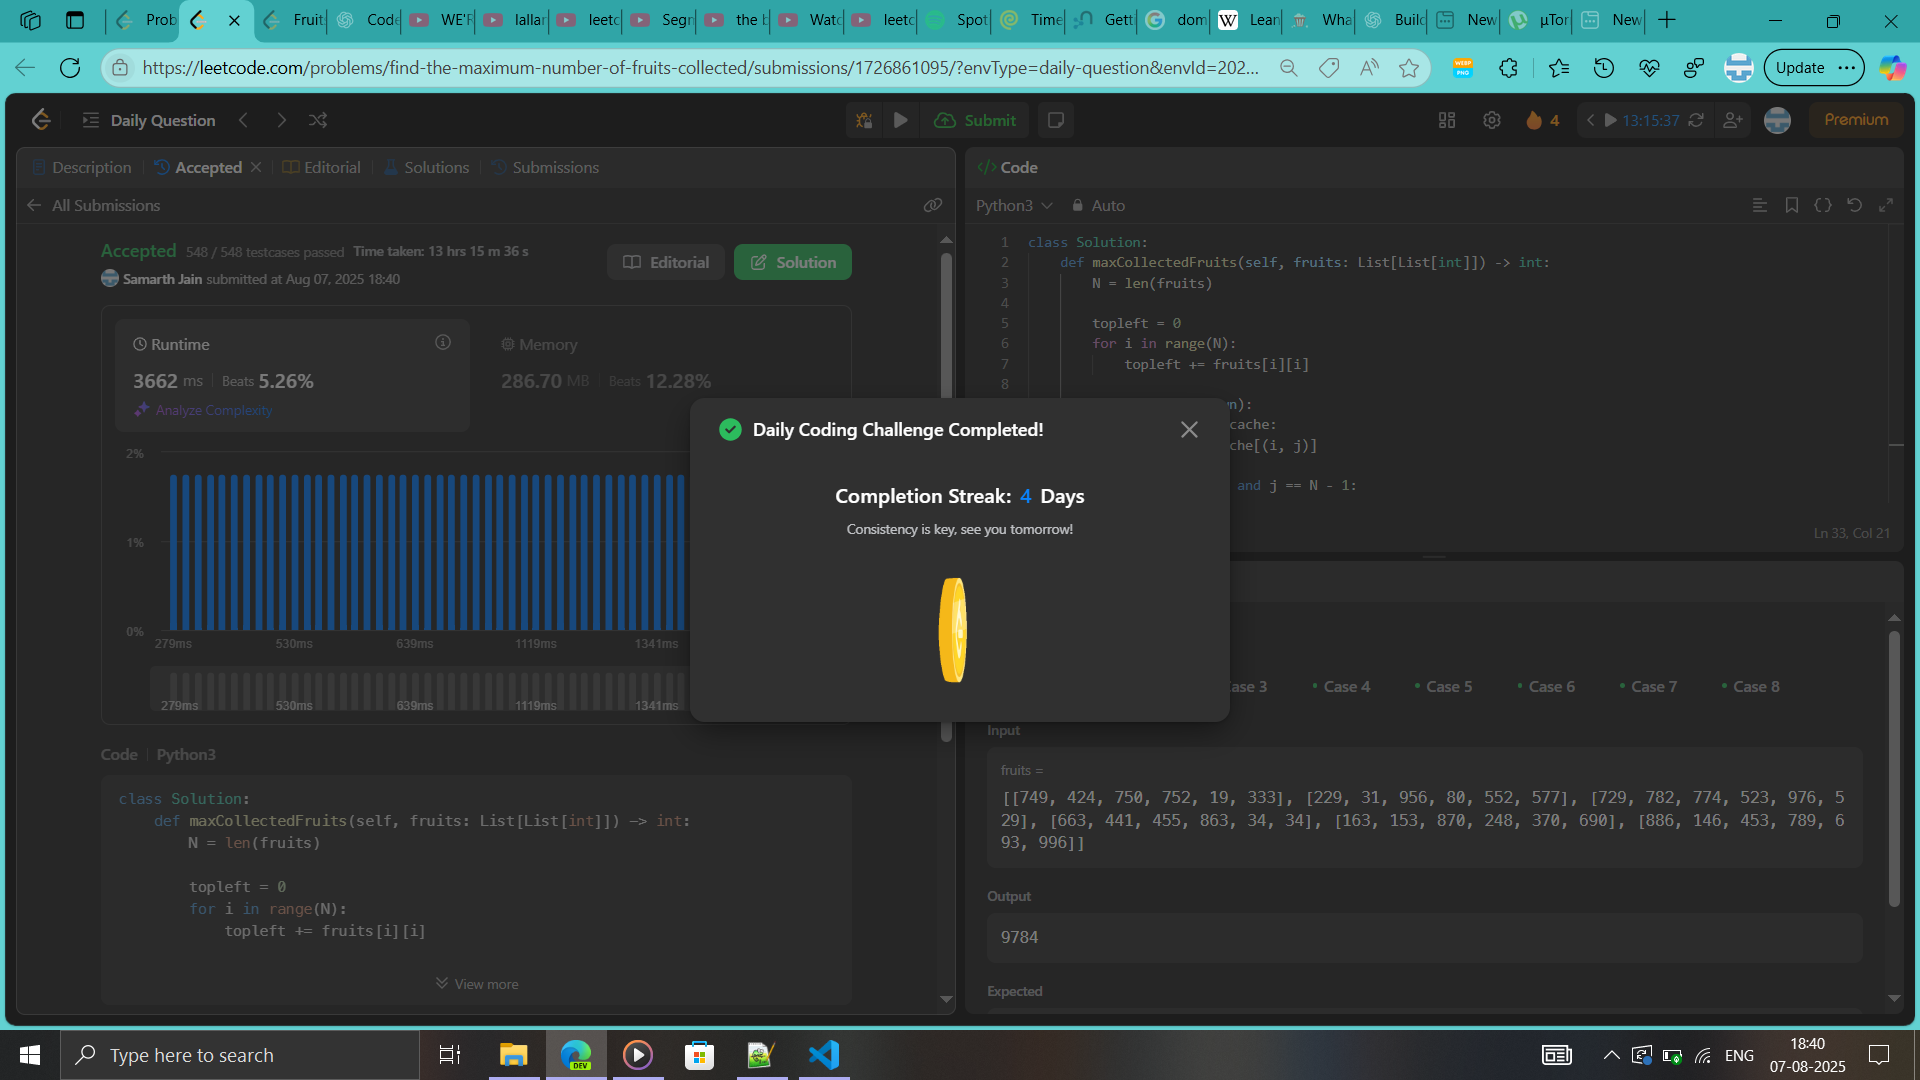 Prob
Fruit
Code
WE'R
lallar
leetc
Segn
the b
Watc
leetc
Spot
Time
Getti
dom
Lean
Wha
Build
New
µTor
New
https://leetcode.com/problems/find-the-maximum-number-of-fruits-collected/submissions/1726861095/?envType=daily-question&envId=202...
Update
Daily Question
Submit
4
13:15:37
Premium
Description
Accepted
Editorial
Solutions
Submissions
All Submissions
Accepted 548 / 548 testcases passed Time taken: 13 hrs 15 m 36 s
Samarth Jain submitted at Aug 07, 2025 18:40
Editorial
Solution
Runtime
3662 ms Beats 5.26%
Analyze Complexity
Memory
286.70 MB Beats 12.28%
2%
1%
0%
279ms 530ms 639ms 1119ms 1341ms
279ms 530ms 639ms 1119ms 1341ms
Code Python3
class Solution:
def maxCollectedFruits(self, fruits: List[List[int]]) -> int:
N = len(fruits)
topleft = 0
for i in range(N):
topleft += fruits[i][i]
View more
Daily Coding Challenge Completed!
Completion Streak: 4 Days
Consistency is key, see you tomorrow!
Code
Python3
Auto
1 class Solution:
2 def maxCollectedFruits(self, fruits: List[List[int]]) -> int:
3 N = len(fruits)
4
5 topleft = 0
6 for i in range(N):
7 topleft += fruits[i][i]
8
n):
cache:
che[(i, j)]
and j == N - 1:
Ln 33, Col 21
ase 3
Case 4
Case 5
Case 6
Case 7
Case 8
Input
fruits =
[[749, 424, 750, 752, 19, 333], [229, 31, 956, 80, 552, 577], [729, 782, 774, 523, 976, 5
29], [663, 441, 455, 863, 34, 34], [163, 153, 870, 248, 370, 690], [886, 146, 453, 789, 6
93, 996]]
Output
9784
Expected
Type here to search
DEV
ENG
18:40
07-08-2025